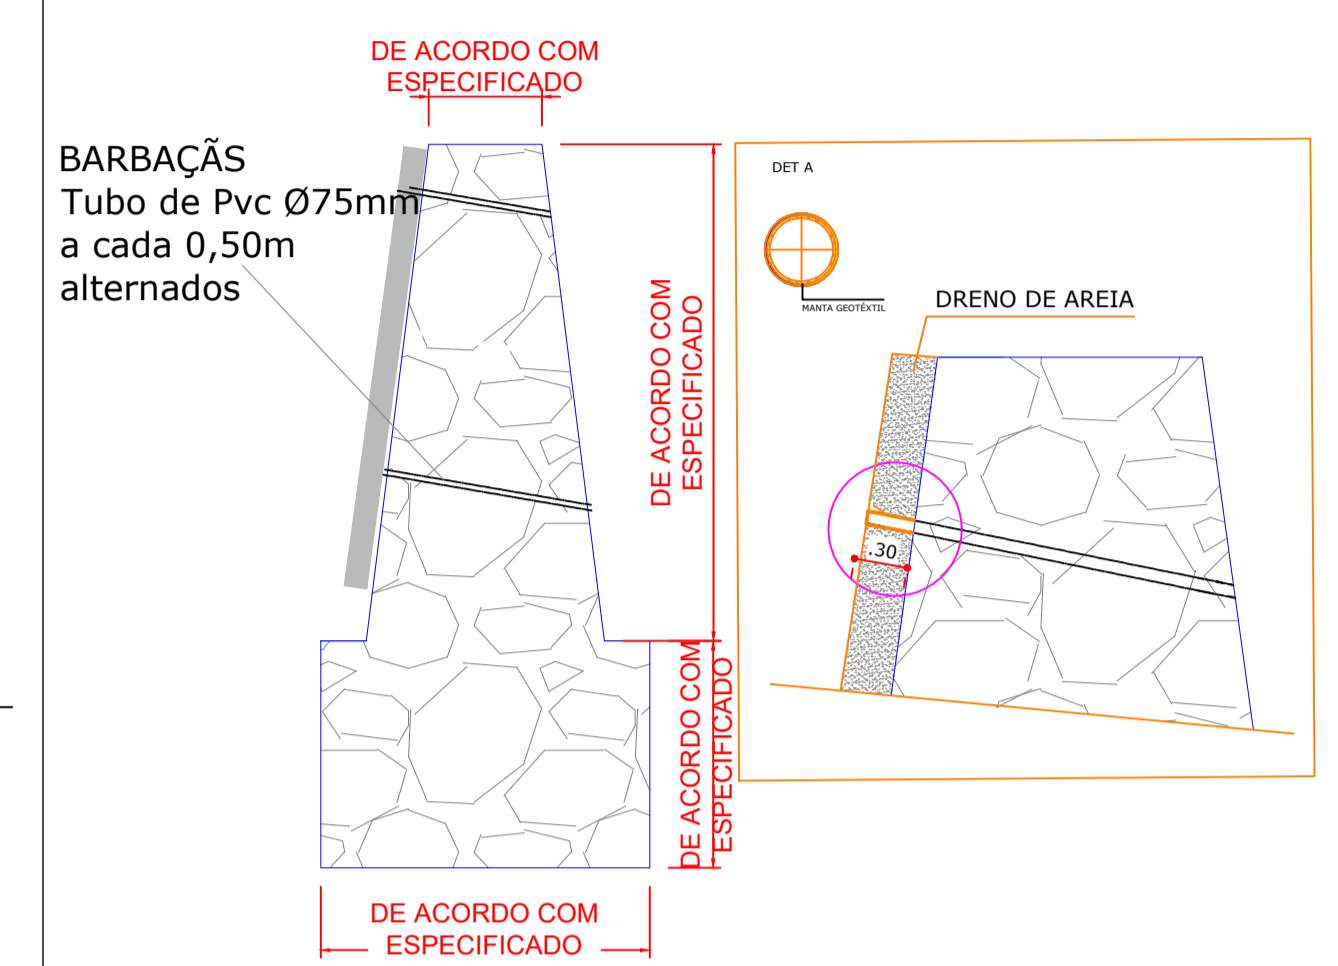 DE ACORDO COM
ESPECIFICADO
BARBAÇÃS
Tubo de Pvc Ø75mm
a cada 0,50m
alternados
DE ACORDO COM
ESPECIFICADO
DE ACORDO COM
ESPECIFICADO
DE ACORDO COM
ESPECIFICADO
DET A
MANTA GEOTÉXTIL
DRENO DE AREIA
.30